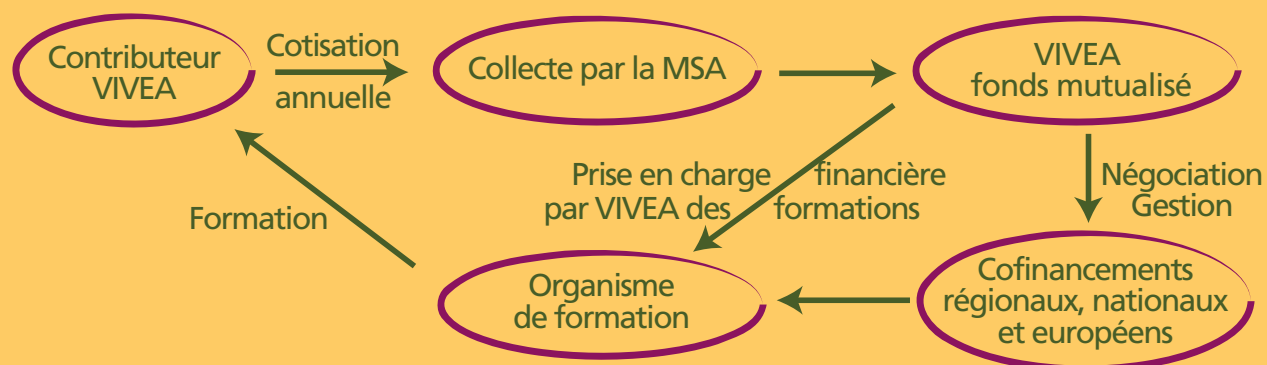 Contributeur
VIVEA
Cotisation
annuelle
Collecte par la MSA
VIVEA
fonds mutualisé
Prise en charge financière
par VIVEA des formations
Négociation
Gestion
Formation
Organisme
de formation
Cofinancements
régionaux, nationaux
et européens